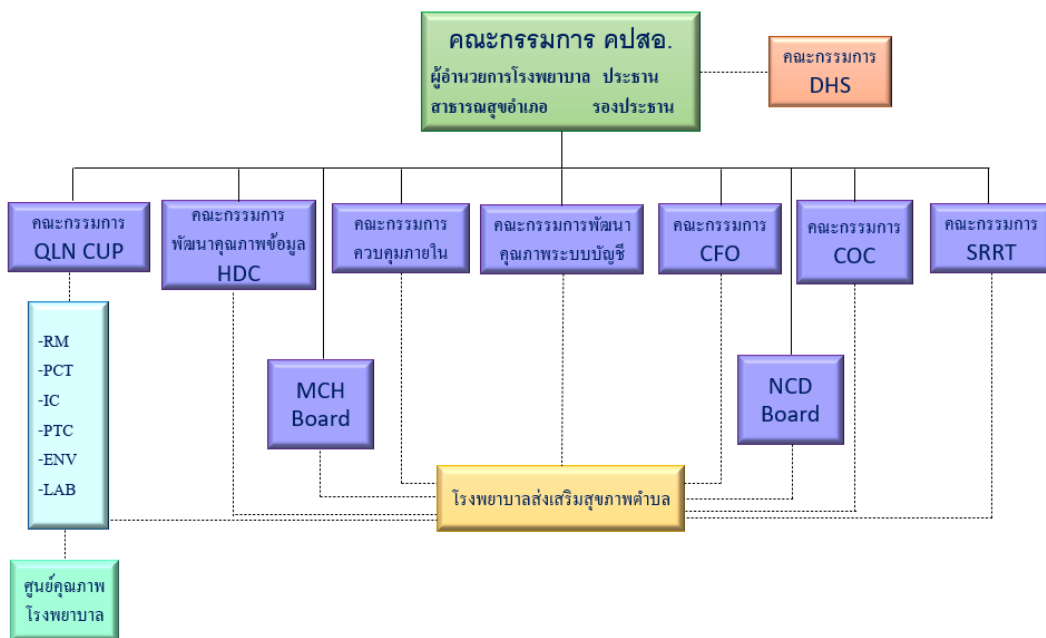 คณะกรรมการ คปสอ.
ผู้อำนวยการโรงพยาบาล ประธาน
สาธารณสุขอำเภอ รองประธาน
คณะกรรมการ
DHS
คณะกรรมการ
QLN CUP
คณะกรรมการ
พัฒนาคุณภาพข้อมูล
HDC
คณะกรรมการ
ควบคุมภายใน
คณะกรรมการพัฒนา
คุณภาพระบบบัญชี
คณะกรรมการ
CFO
คณะกรรมการ
COC
คณะกรรมการ
SRRT
-RM
-PCT
-IC
-PTC
-ENV
-LAB
MCH
Board
NCD
Board
โรงพยาบาลส่งเสริมสุขภาพตำบล
ศูนย์คุณภาพ
โรงพยาบาล